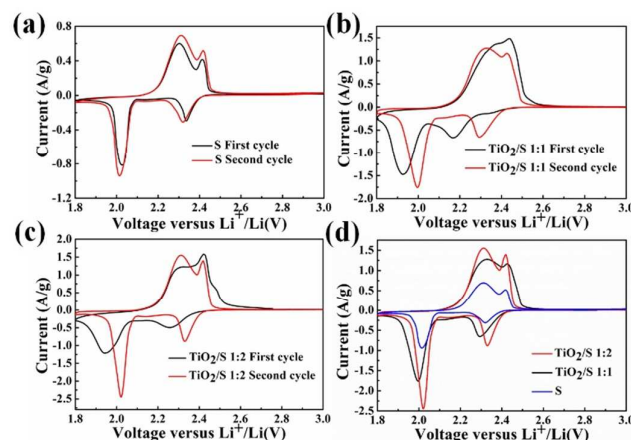 (a)
0.8
0.4
0.0
-0.4
-0.8
-1.2
Current (A/g)
S First cycle
S Second cycle
1.8 2.0 2.2 2.4 2.6 2.8 3.0
Voltage versus Li⁺/Li(V)
(b)
1.5
1.0
0.5
0.0
-0.5
-1.0
-1.5
-2.0
Current (A/g)
TiO₂/S 1:1 First cycle
TiO₂/S 1:1 Second cycle
1.8 2.0 2.2 2.4 2.6 2.8 3.0
Voltage versus Li⁺/Li(V)
(c)
2.0
1.5
1.0
0.5
0.0
-0.5
-1.0
-1.5
-2.0
-2.5
Current (A/g)
TiO₂/S 1:2 First cycle
TiO₂/S 1:2 Second cycle
1.8 2.0 2.2 2.4 2.6 2.8 3.0
Voltage versus Li⁺/Li(V)
(d)
1.5
1.0
0.5
0.0
-0.5
-1.0
-1.5
-2.0
-2.5
Current (A/g)
TiO₂/S 1:2
TiO₂/S 1:1
S
1.8 2.0 2.2 2.4 2.6 2.8 3.0
Voltage versus Li⁺/Li(V)